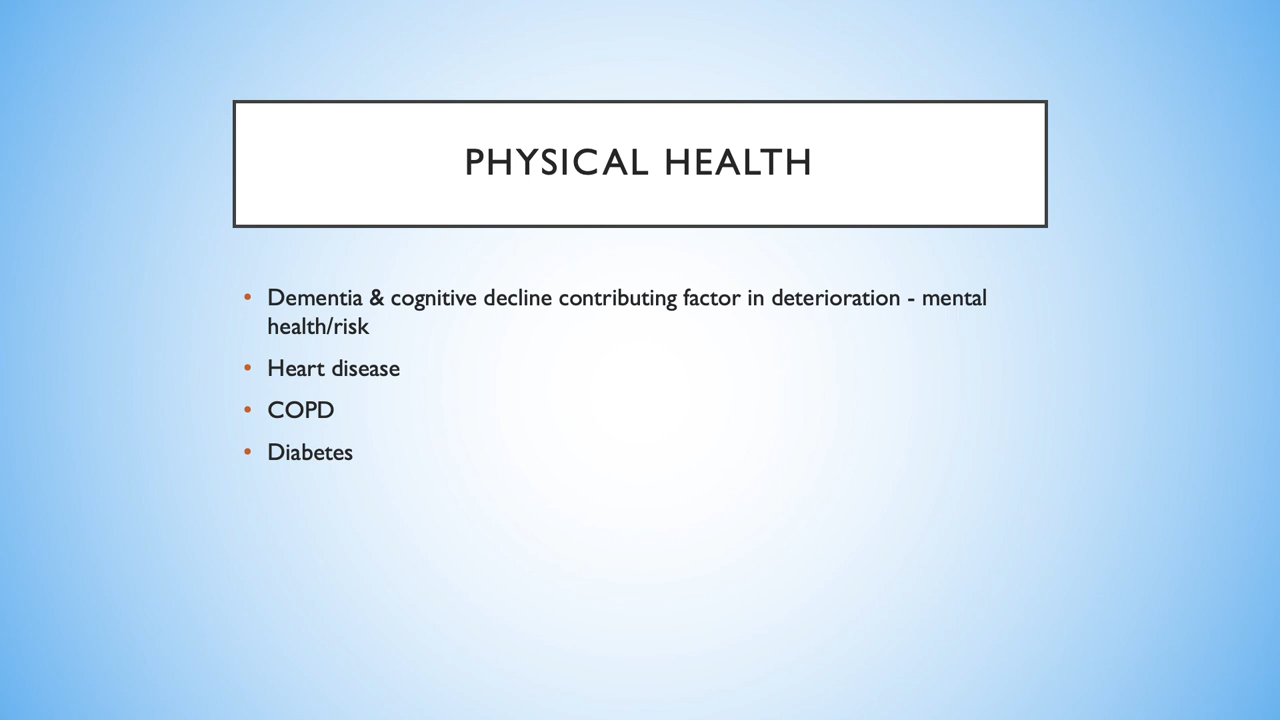 PHYSICAL HEALTH
• Dementia & cognitive decline contributing factor in deterioration - mental
health/risk
• Heart disease
• COPD
• Diabetes